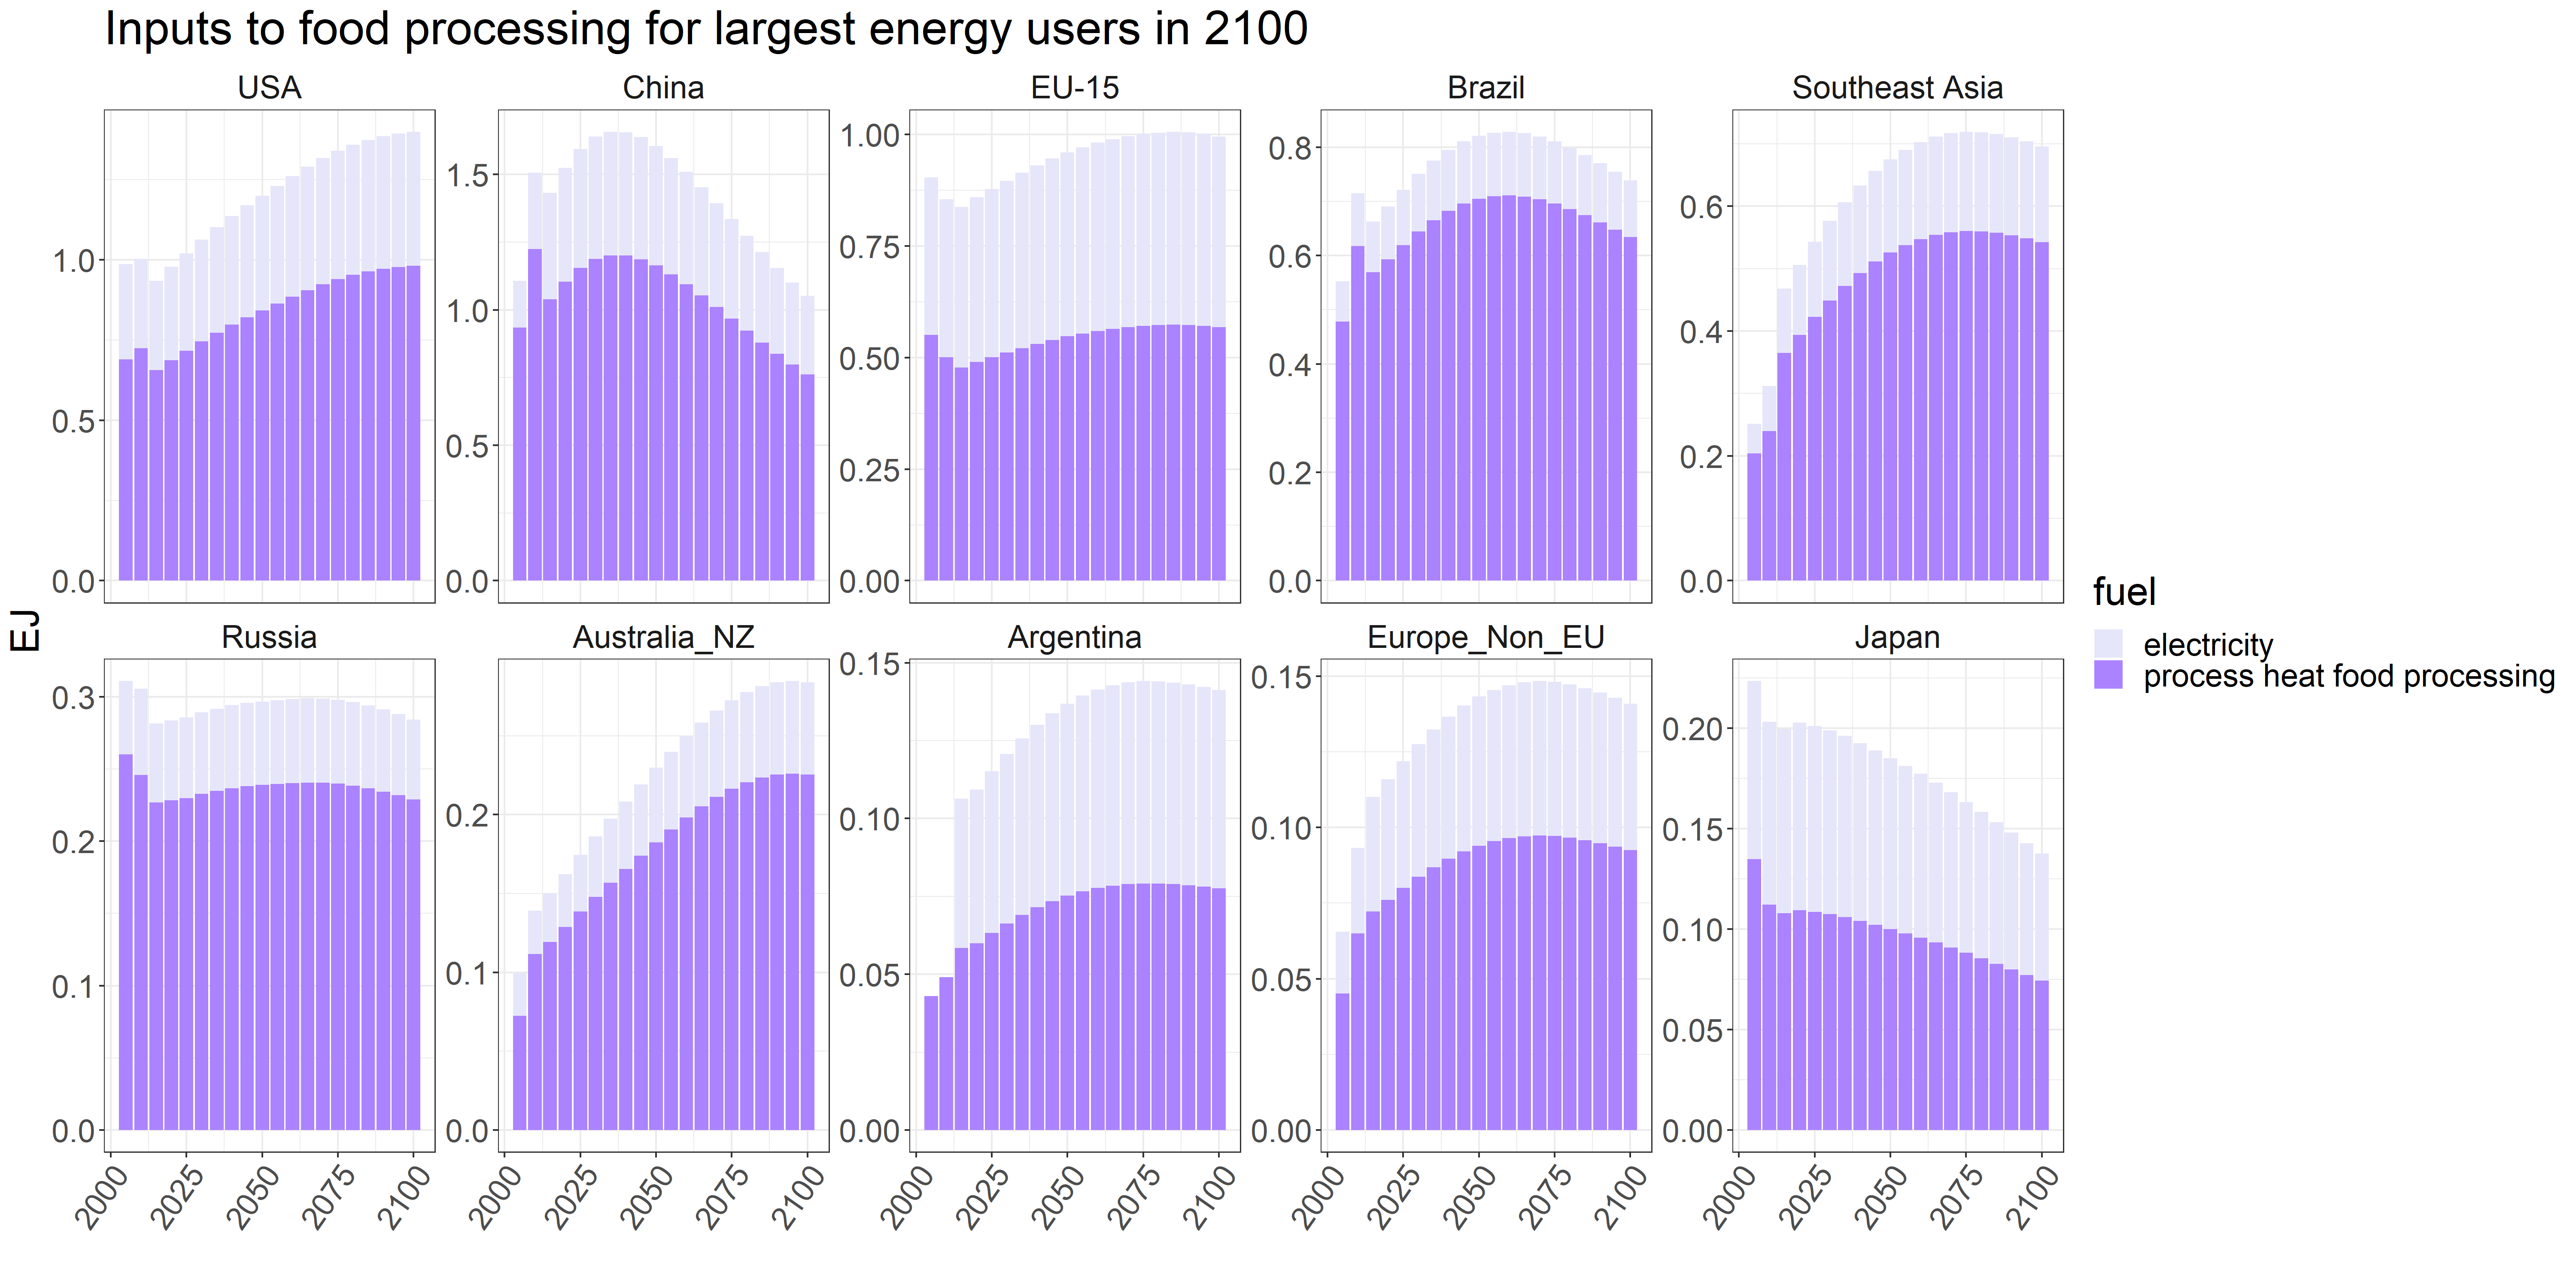 Inputs to food processing for largest energy users in 2100
USA
China
EU-15
Brazil
Southeast Asia
1.0
0.5
0.0
1.5
1.0
0.5
0.0
1.00
0.75
0.50
0.25
0.00
0.8
0.6
0.4
0.2
0.0
0.6
0.4
0.2
0.0
EJ
Russia
Australia_NZ
Argentina
Europe_Non_EU
Japan
0.3
0.2
0.1
0.0
0.2
0.1
0.0
0.15
0.10
0.05
0.00
0.15
0.10
0.05
0.00
0.20
0.15
0.10
0.05
0.00
2000 2025 2050 2075 2100
2000 2025 2050 2075 2100
2000 2025 2050 2075 2100
2000 2025 2050 2075 2100
2000 2025 2050 2075 2100
fuel
electricity
process heat food processing